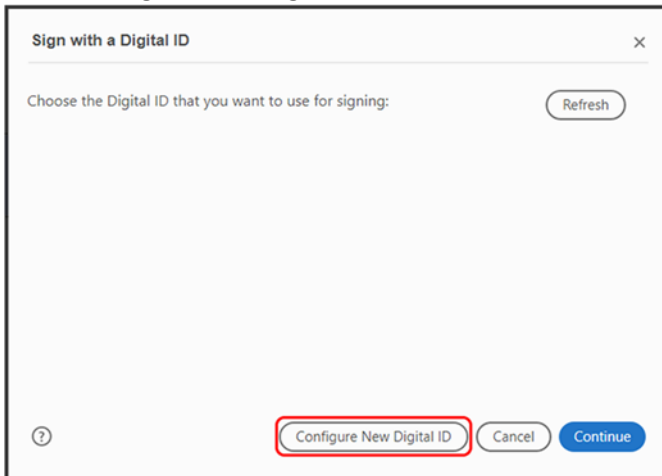 Sign with a Digital ID
Choose the Digital ID that you want to use for signing:
Refresh
Configure New Digital ID
Cancel
Continue